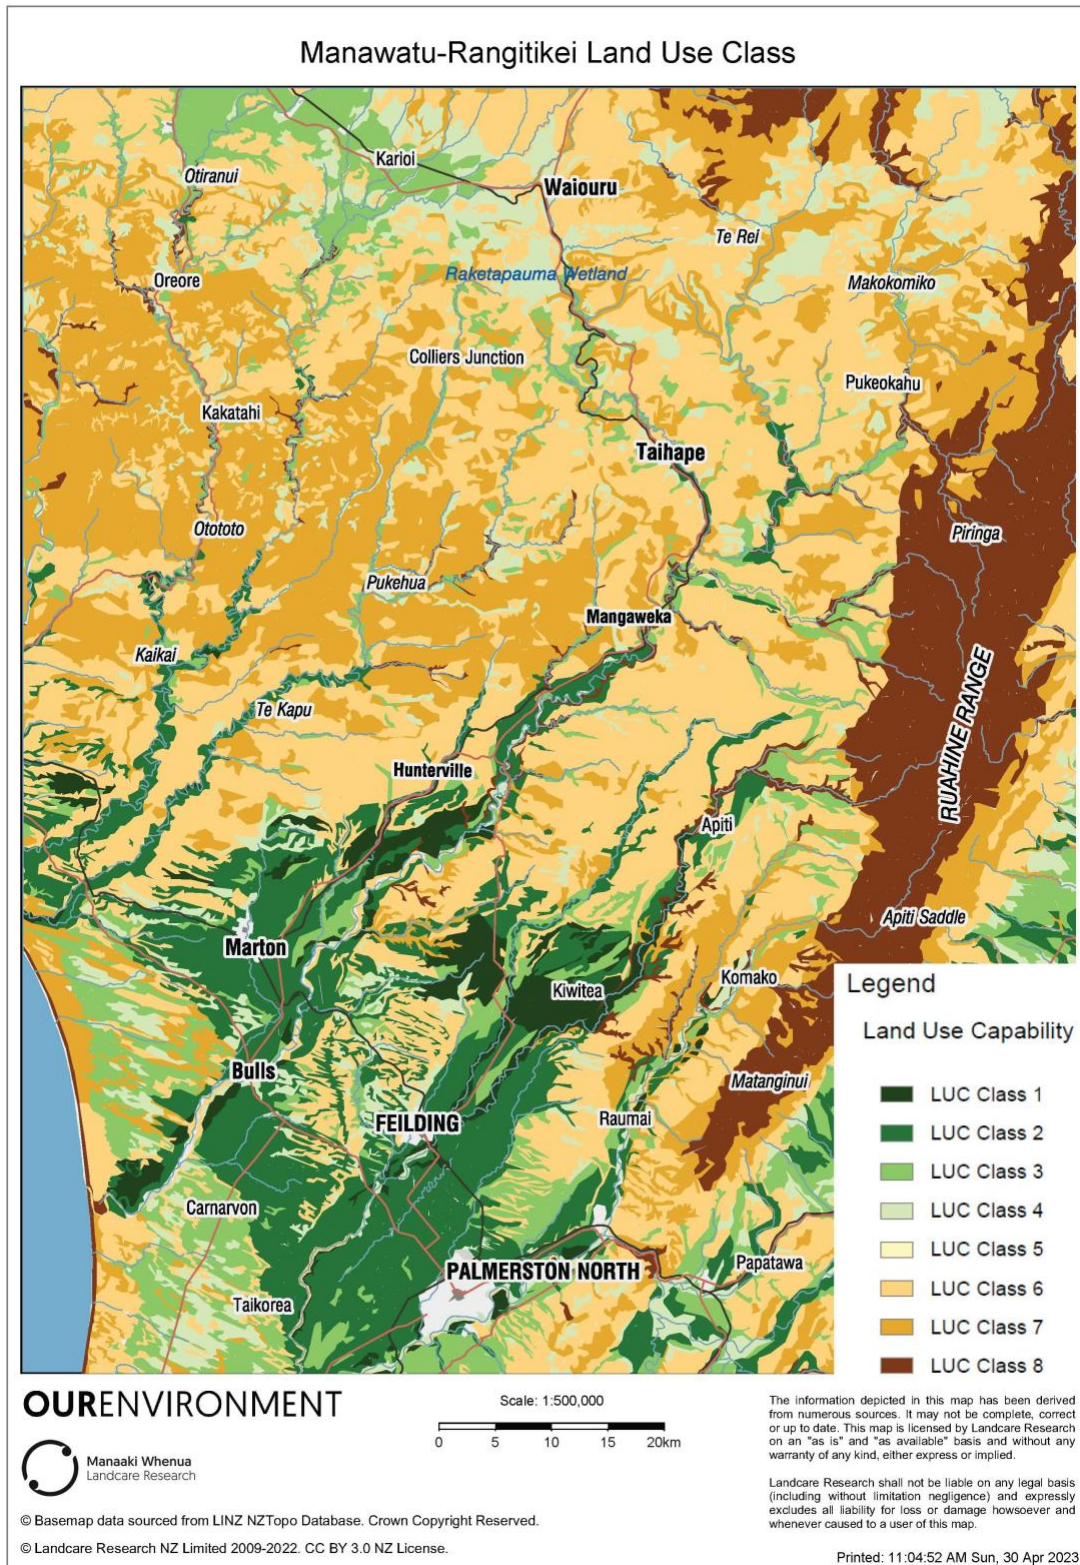 Manawatu-Rangitikei Land Use Class
Karioi
Otiranui
Waiouru
Te Rei
Raketapauma Wetland
Oreore
Makokomiko
Colliers Junction
Pukeokahu
Kakatahi
Taihape
Otototo
Piringa
Pukehua
Mangaweka
Kaikai
RUAHINE RANGE
Te Kapu
Hunterville
Apiti
Apiti Saddle
Marton
Komako
Kiwitea
Bulls
Matanginui
FEILDING
Raumai
Carnarvon
PALMERSTON NORTH
Papatawa
Taikorea
Legend
Land Use Capability
LUC Class 1
LUC Class 2
LUC Class 3
LUC Class 4
LUC Class 5
LUC Class 6
LUC Class 7
LUC Class 8
OURENVIRONMENT
Manaaki Whenua
Landcare Research
Scale: 1:500,000
0 5 10 15 20km
The information depicted in this map has been derived
from numerous sources. It may not be complete, correct
or up to date. This map is licensed by Landcare Research
on an "as is" and "as available" basis and without any
warranty of any kind, either express or implied.
Landcare Research shall not be liable on any legal basis
(including without limitation negligence) and expressly
excludes all liability for loss or damage howsoever and
whenever caused to a user of this map.
© Basemap data sourced from LINZ NZTopo Database. Crown Copyright Reserved.
© Landcare Research NZ Limited 2009-2022. CC BY 3.0 NZ License.
Printed: 11:04:52 AM Sun, 30 Apr 2023